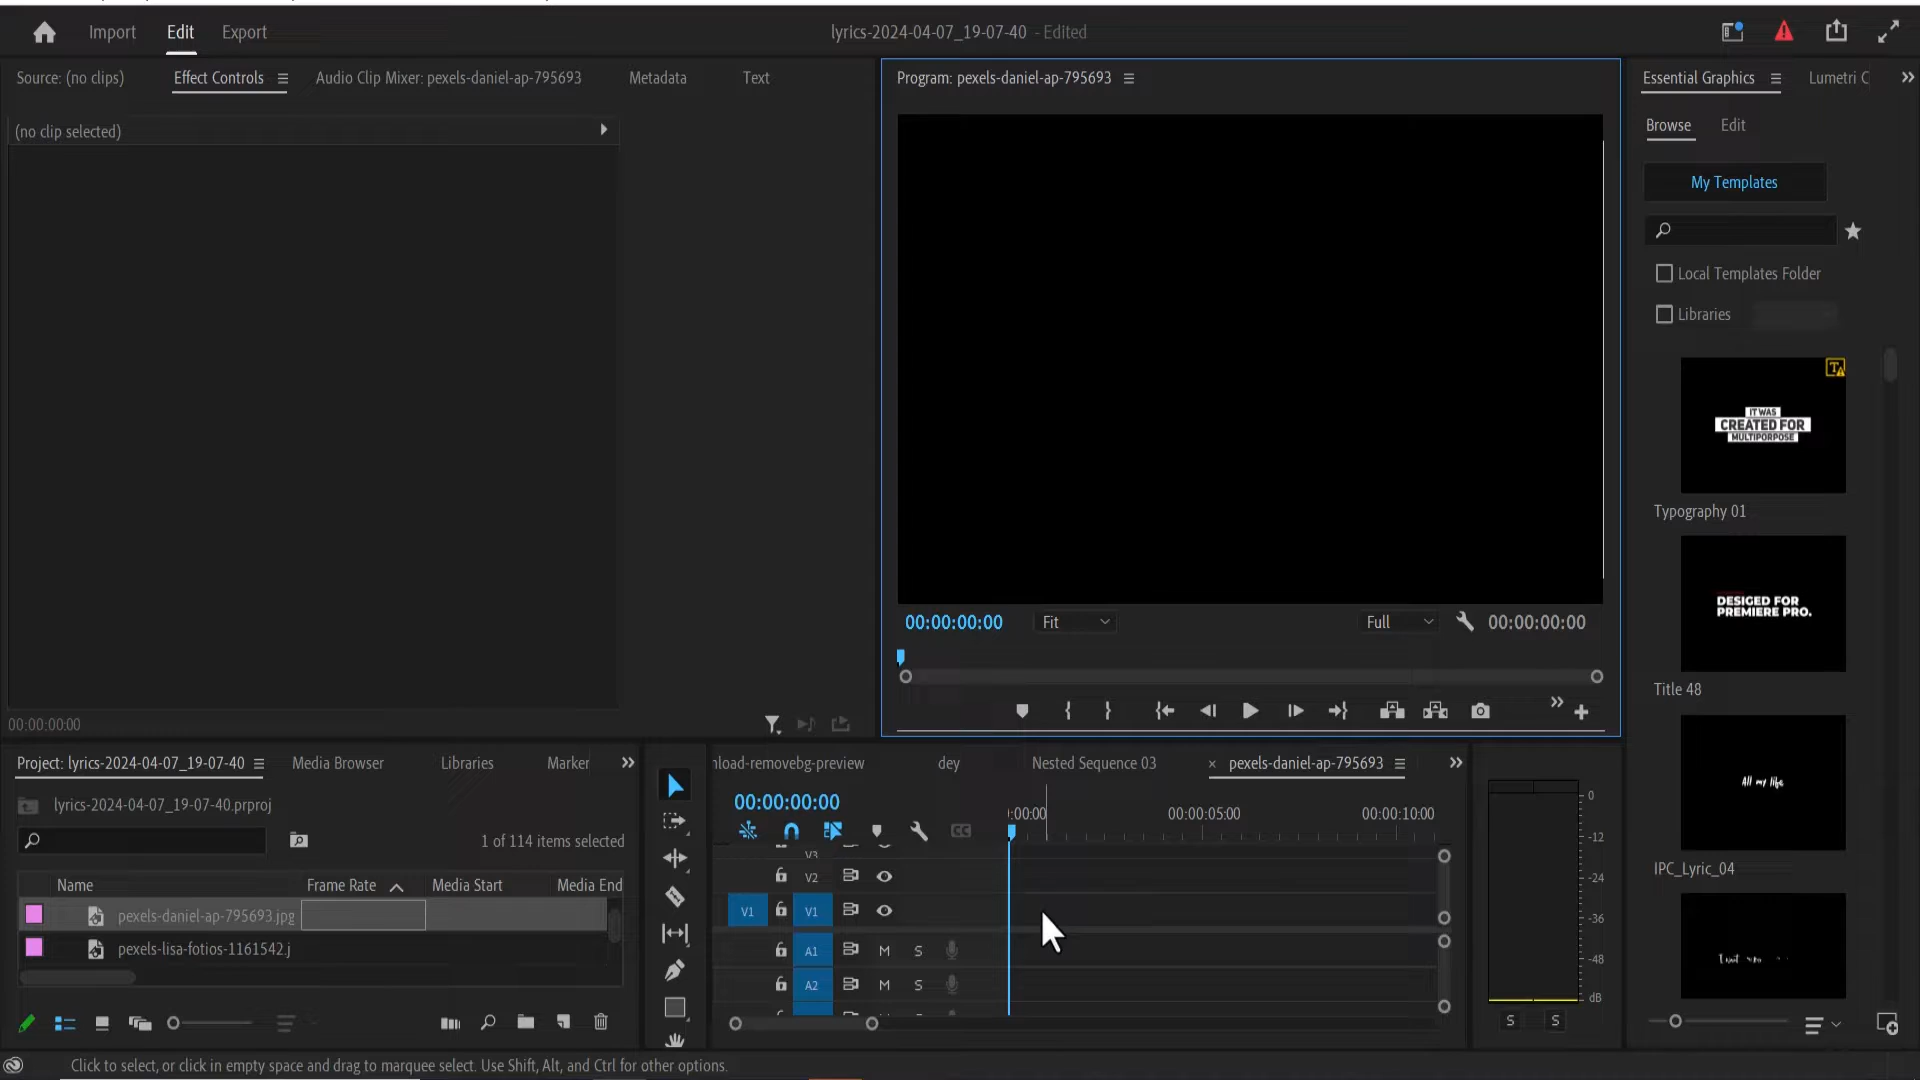 Import Edit Export
lyrics-2024-04-07_19-07-40 - Edited
Source: (no clips) Effect Controls Audio Clip Mixer: pexels-daniel-ap-795693 Metadata Text
(no clip selected)
00:00:00:00
Program: pexels-daniel-ap-795693
00:00:00:00 Fit Full 00:00:00:00
Essential Graphics Lumetri C
Browse Edit
My Templates
Local Templates Folder
Libraries
IT WAS
CREATED FOR
MULTIPORPOSE
Typography 01
DESIGED FOR
PREMIERE PRO.
Title 48
All my life
IPC_Lyric_04
Project: lyrics-2024-04-07_19-07-40 Media Browser Libraries Marker
lyrics-2024-04-07_19-07-40.prproj
1 of 114 items selected
Name Frame Rate Media Start Media End
pexels-daniel-ap-795693.jpg
pexels-lisa-fotios-1161542.j
nload-removebg-preview dey Nested Sequence 03 × pexels-daniel-ap-795693
00:00:00:00
:00:00 00:00:05:00 00:00:10:00
V3
V2
V1 V1
A1 M S
A2 M S
0
-12
-24
-36
-48
dB
S S
Click to select, or click in empty space and drag to marquee select. Use Shift, Alt, and Ctrl for other options.